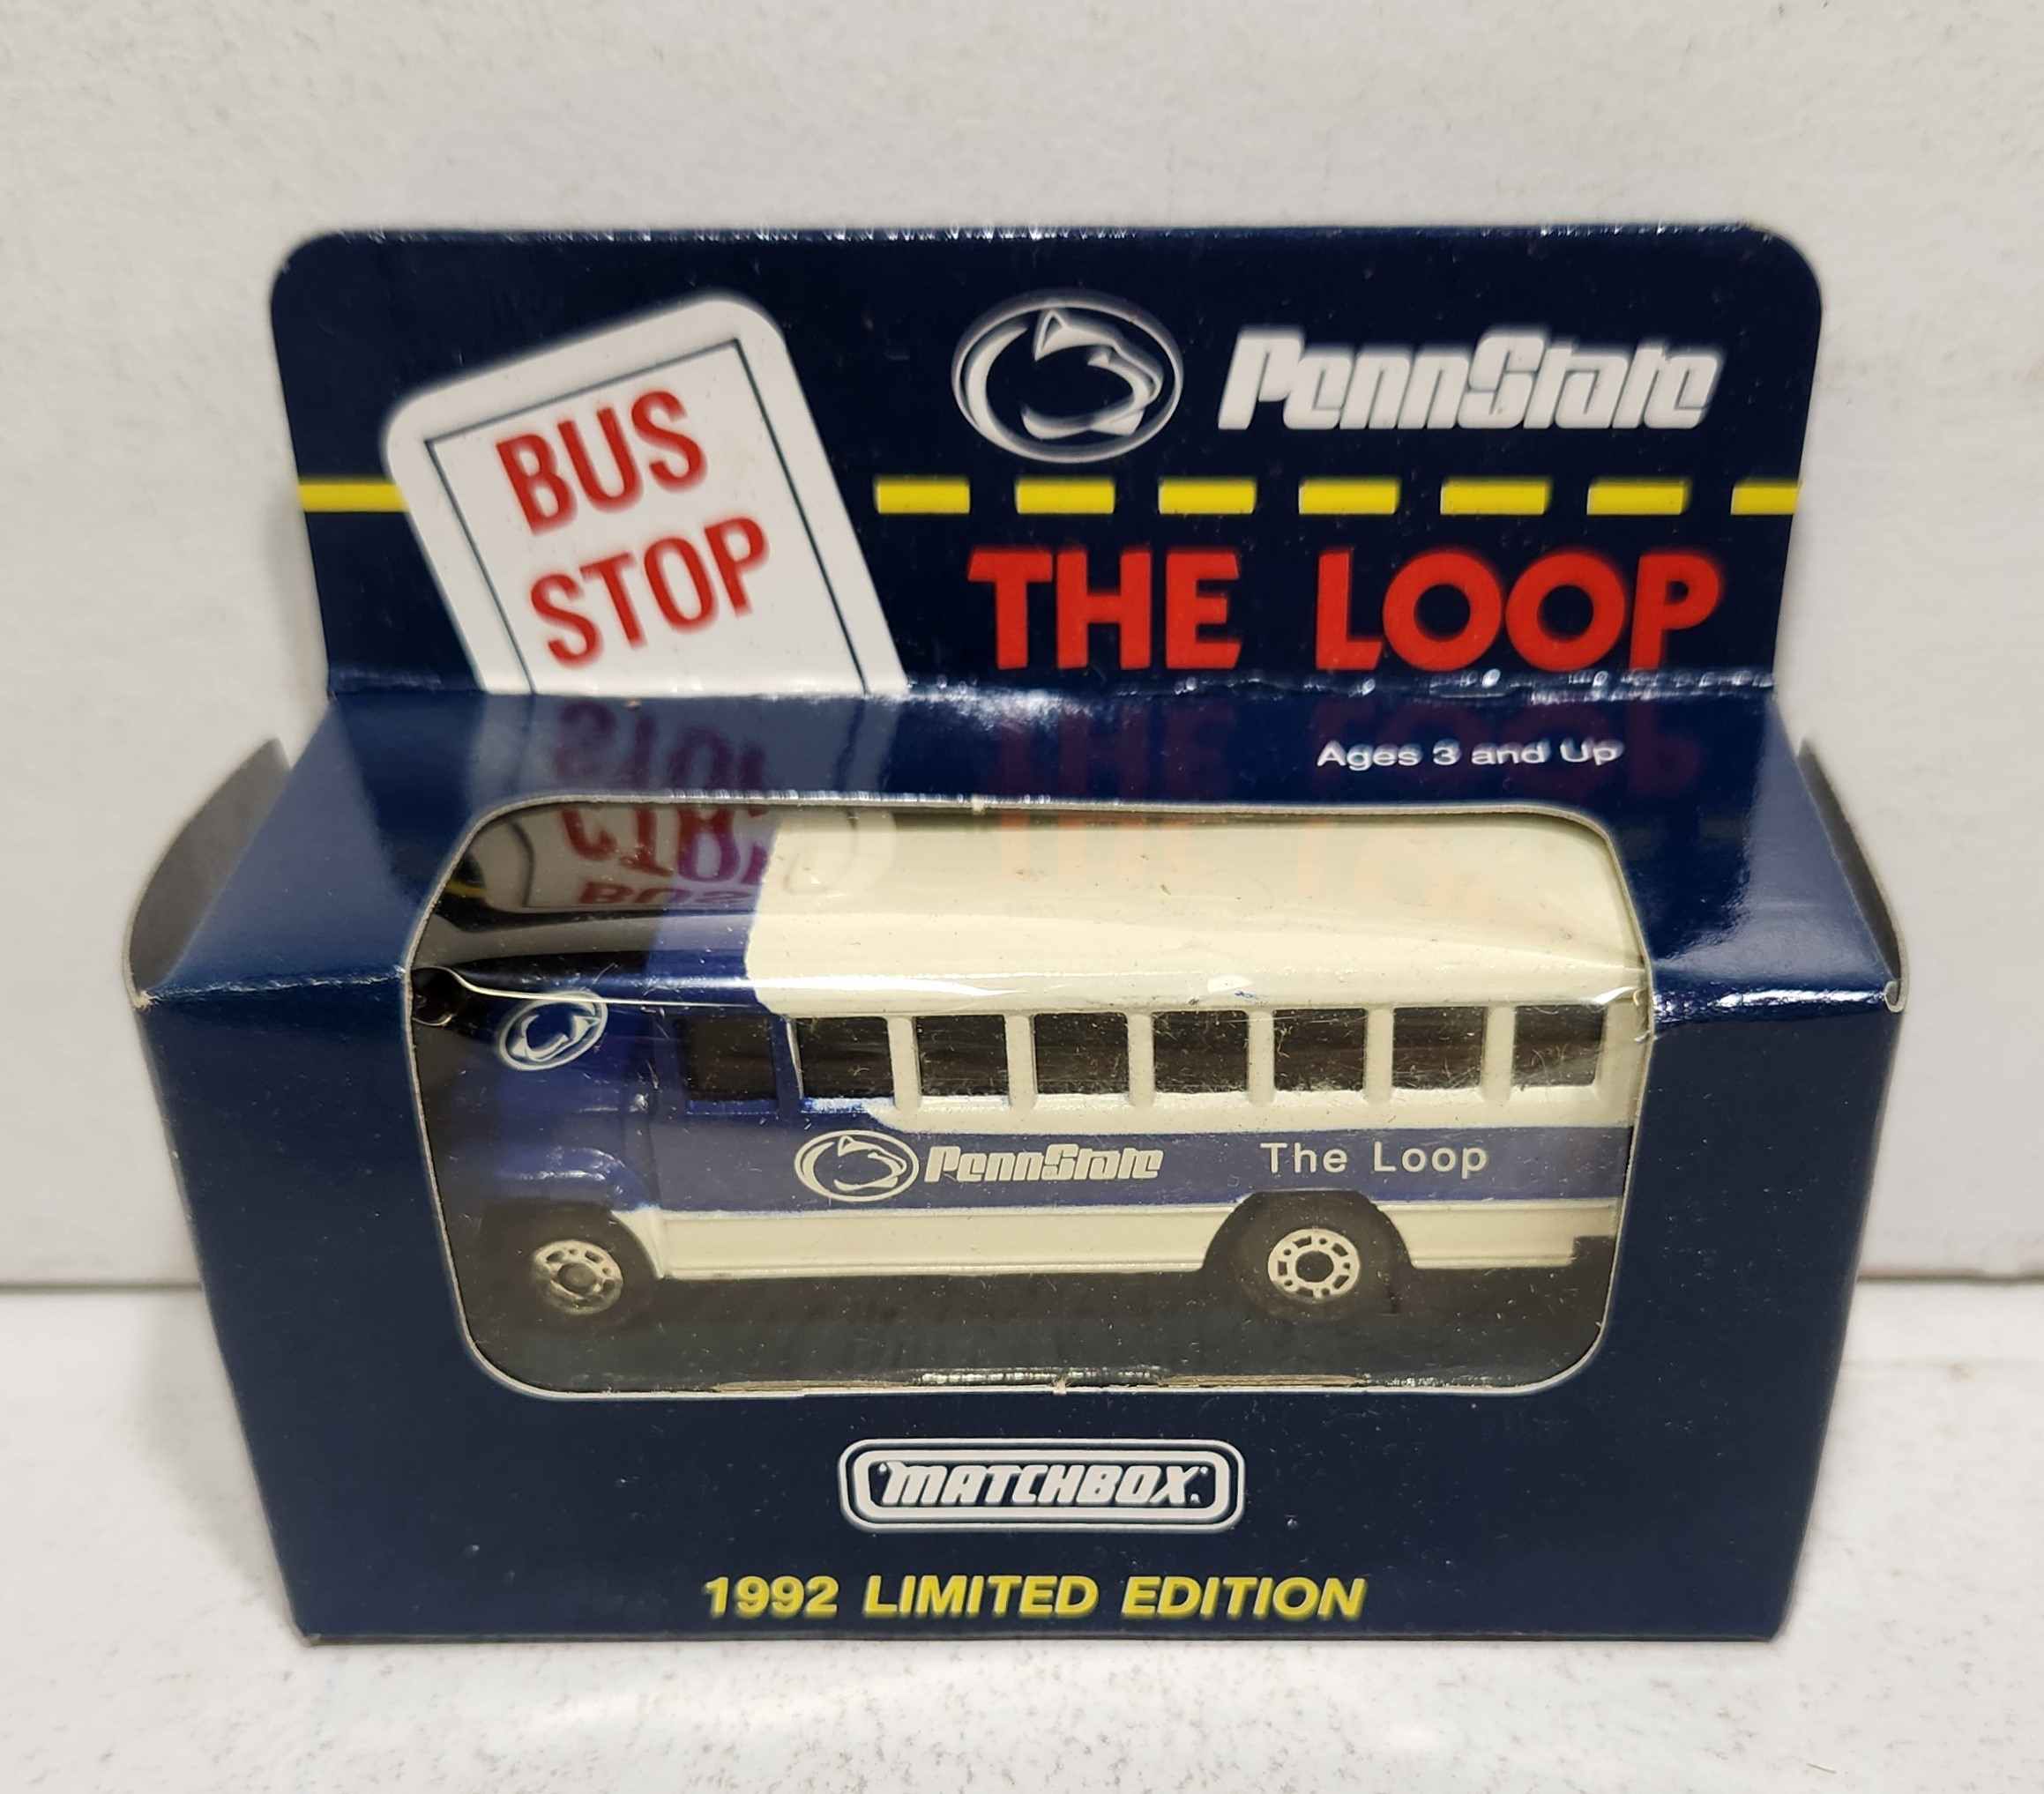 BUS
STOP
PennState
THE LOOP
Ages 3 and Up
PennState The Loop
"MATCHBOX"
1992 LIMITED EDITION